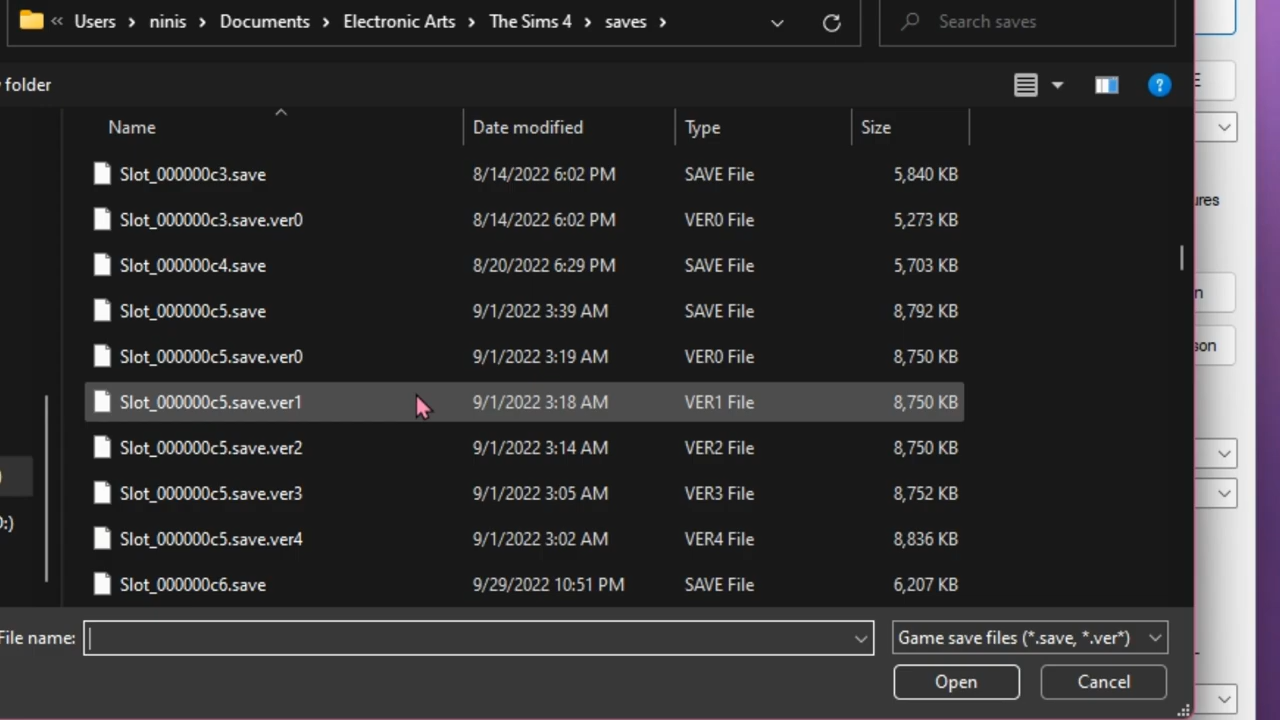 « Users > ninis > Documents > Electronic Arts > The Sims 4 > saves >
Search saves
folder
Name Date modified Type Size
Slot_000000c3.save 8/14/2022 6:02 PM SAVE File 5,840 KB
Slot_000000c3.save.ver0 8/14/2022 6:02 PM VER0 File 5,273 KB
Slot_000000c4.save 8/20/2022 6:29 PM SAVE File 5,703 KB
Slot_000000c5.save 9/1/2022 3:39 AM SAVE File 8,792 KB
Slot_000000c5.save.ver0 9/1/2022 3:19 AM VER0 File 8,750 KB
Slot_000000c5.save.ver1 9/1/2022 3:18 AM VER1 File 8,750 KB
Slot_000000c5.save.ver2 9/1/2022 3:14 AM VER2 File 8,750 KB
Slot_000000c5.save.ver3 9/1/2022 3:05 AM VER3 File 8,752 KB
Slot_000000c5.save.ver4 9/1/2022 3:02 AM VER4 File 8,836 KB
Slot_000000c6.save 9/29/2022 10:51 PM SAVE File 6,207 KB
File name:
Game save files (*.save, *.ver*)
Open
Cancel